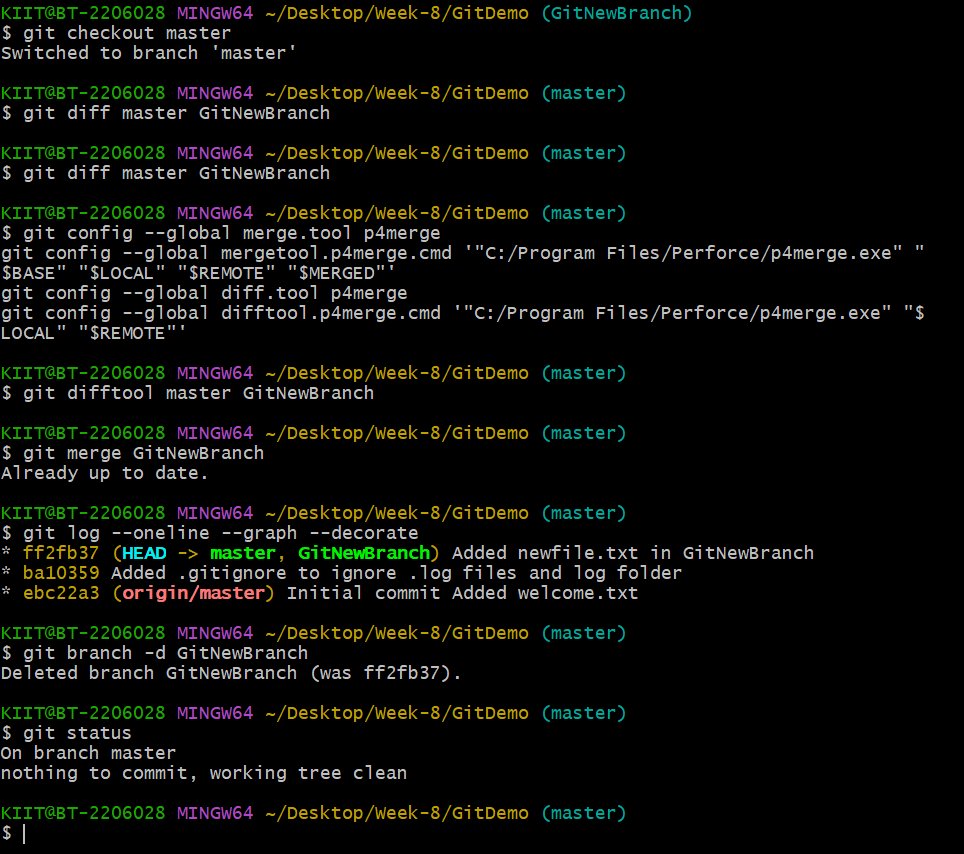 KIIT@BT-2206028 MINGW64 ~/Desktop/Week-8/GitDemo (GitNewBranch)
$ git checkout master
Switched to branch 'master'
KIIT@BT-2206028 MINGW64 ~/Desktop/Week-8/GitDemo (master)
$ git diff master GitNewBranch
KIIT@BT-2206028 MINGW64 ~/Desktop/Week-8/GitDemo (master)
$ git diff master GitNewBranch
KIIT@BT-2206028 MINGW64 ~/Desktop/Week-8/GitDemo (master)
$ git config --global merge.tool p4merge
git config --global mergetool.p4merge.cmd '"C:/Program Files/Perforce/p4merge.exe" "
$BASE" "$LOCAL" "$REMOTE" "$MERGED"'
git config --global diff.tool p4merge
git config --global difftool.p4merge.cmd '"C:/Program Files/Perforce/p4merge.exe" "$
LOCAL" "$REMOTE"'
KIIT@BT-2206028 MINGW64 ~/Desktop/Week-8/GitDemo (master)
$ git difftool master GitNewBranch
KIIT@BT-2206028 MINGW64 ~/Desktop/Week-8/GitDemo (master)
$ git merge GitNewBranch
Already up to date.
KIIT@BT-2206028 MINGW64 ~/Desktop/Week-8/GitDemo (master)
$ git log --oneline --graph --decorate
* ff2fb37 (HEAD -> master, GitNewBranch) Added newfile.txt in GitNewBranch
* ba10359 Added .gitignore to ignore .log files and log folder
* ebc22a3 (origin/master) Initial commit Added welcome.txt
KIIT@BT-2206028 MINGW64 ~/Desktop/Week-8/GitDemo (master)
$ git branch -d GitNewBranch
Deleted branch GitNewBranch (was ff2fb37).
KIIT@BT-2206028 MINGW64 ~/Desktop/Week-8/GitDemo (master)
$ git status
On branch master
nothing to commit, working tree clean
KIIT@BT-2206028 MINGW64 ~/Desktop/Week-8/GitDemo (master)
$